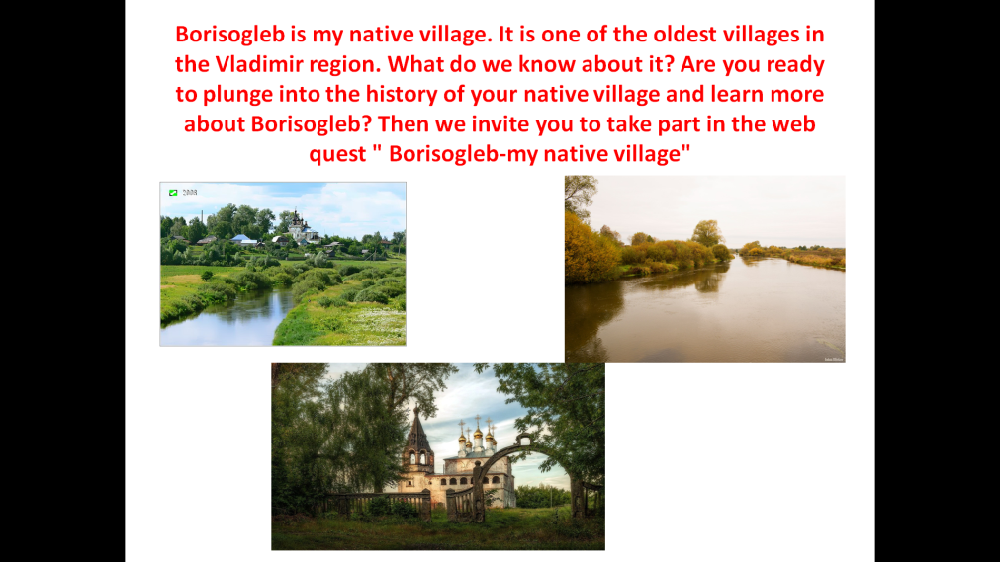 Borisogleb is my native village. It is one of the oldest villages in
the Vladimir region. What do we know about it? Are you ready
to plunge into the history of your native village and learn more
about Borisogleb? Then we invite you to take part in the web
quest " Borisogleb-my native village"
2008